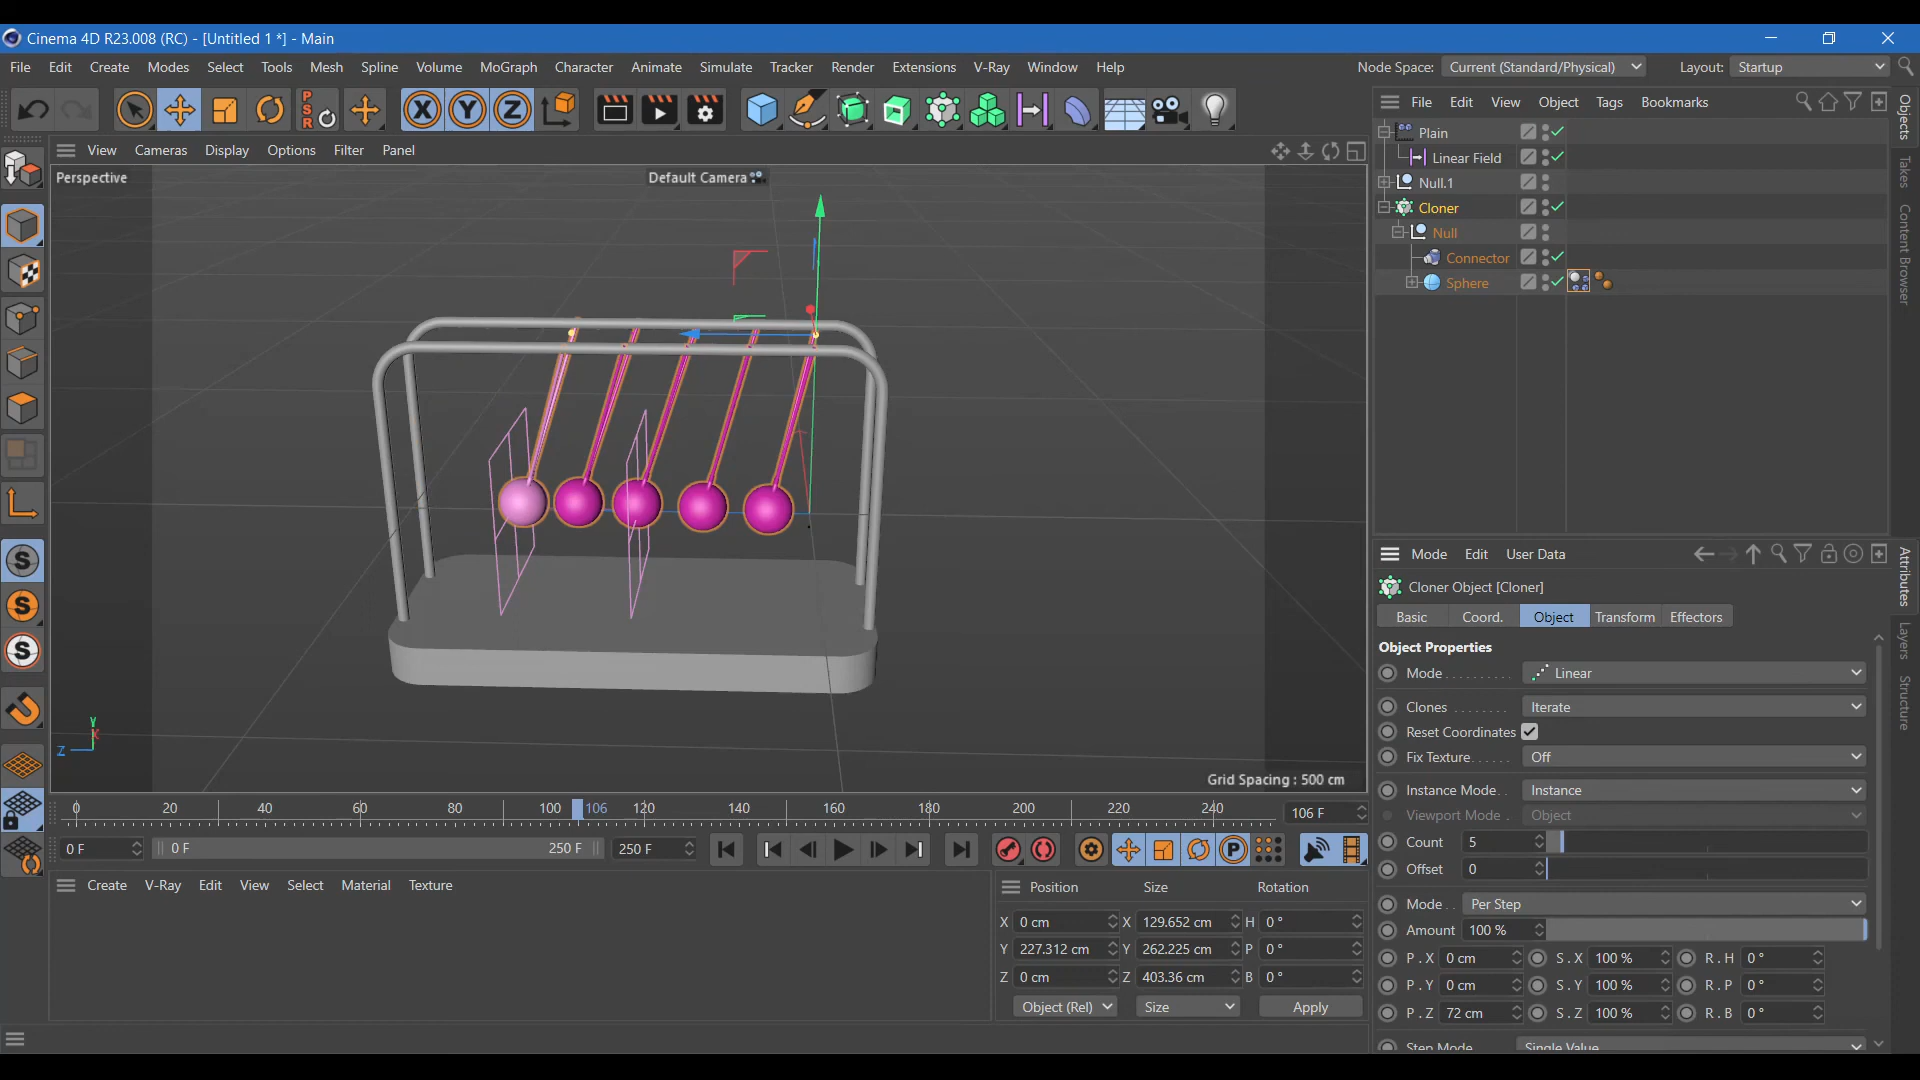 Cinema 4D R23.008 (RC) - [Untitled 1 *] - Main
File Edit Create Modes Select Tools Mesh Spline Volume MoGraph Character Animate Simulate Tracker Render Extensions V-Ray Window Help Node Space: Current (Standard/Physical) Layout: Startup
PSR X Y Z
File Edit View Object Tags Bookmarks
View Cameras Display Options Filter Panel
Perspective
Default Camera
Plain
Linear Field
Null.1
Cloner
Null
Connector
Sphere
Objects
Takes
Content Browser
S
S
S
Y
X
Z
Grid Spacing : 500 cm
Mode Edit User Data
Cloner Object [Cloner]
Basic Coord. Object Transform Effectors
Object Properties
Mode Linear
Clones Iterate
Reset Coordinates
Fix Texture Off
Instance Mode Instance
Viewport Mode Object
Count 5
Offset 0
Mode Per Step
Amount 100 %
P . X 0 cm S . X 100 % R . H 0 °
P . Y 0 cm S . Y 100 % R . P 0 °
P . Z 72 cm S . Z 100 % R . B 0 °
Step Mode Single Value
Attributes
Layers
Structure
0 20 40 60 80 100 106 120 140 160 180 200 220 240 106 F
0 F 0 F 250 F 250 F P
Create V-Ray Edit View Select Material Texture
Position Size Rotation
X 0 cm X 129.652 cm H 0 °
Y 227.312 cm Y 262.225 cm P 0 °
Z 0 cm Z 403.36 cm B 0 °
Object (Rel) Size Apply